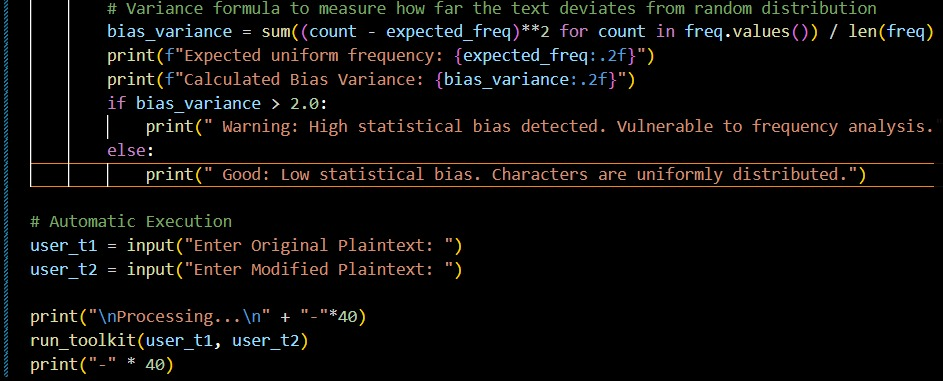 # Variance formula to measure how far the text deviates from random distribution
bias_variance = sum((count - expected_freq)**2 for count in freq.values()) / len(freq)
print(f"Expected uniform frequency: {expected_freq:.2f}")
print(f"Calculated Bias Variance: {bias_variance:.2f}")
if bias_variance > 2.0:
print(" Warning: High statistical bias detected. Vulnerable to frequency analysis.
else:
print(" Good: Low statistical bias. Characters are uniformly distributed.")
# Automatic Execution
user_t1 = input("Enter Original Plaintext: ")
user_t2 = input("Enter Modified Plaintext: ")
print("\nProcessing...\n" + "-"*40)
run_toolkit(user_t1, user_t2)
print("-" * 40)